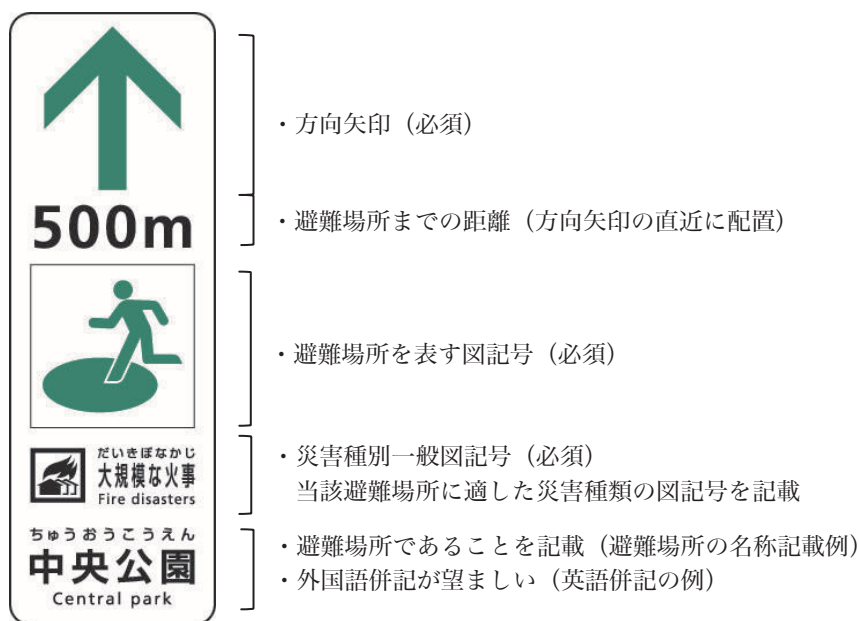 ・方向矢印（必須）
500m
・避難場所までの距離（方向矢印の直近に配置）
・避難場所を表す図記号（必須）
だいきぼなかじ
大規模な火事
Fire disasters
・災害種別一般図記号（必須）
当該避難場所に適した災害種類の図記号を記載
ちゅうおうこうえん
中央公園
Central park
・避難場所であることを記載（避難場所の名称記載例）
・外国語併記が望ましい（英語併記の例）